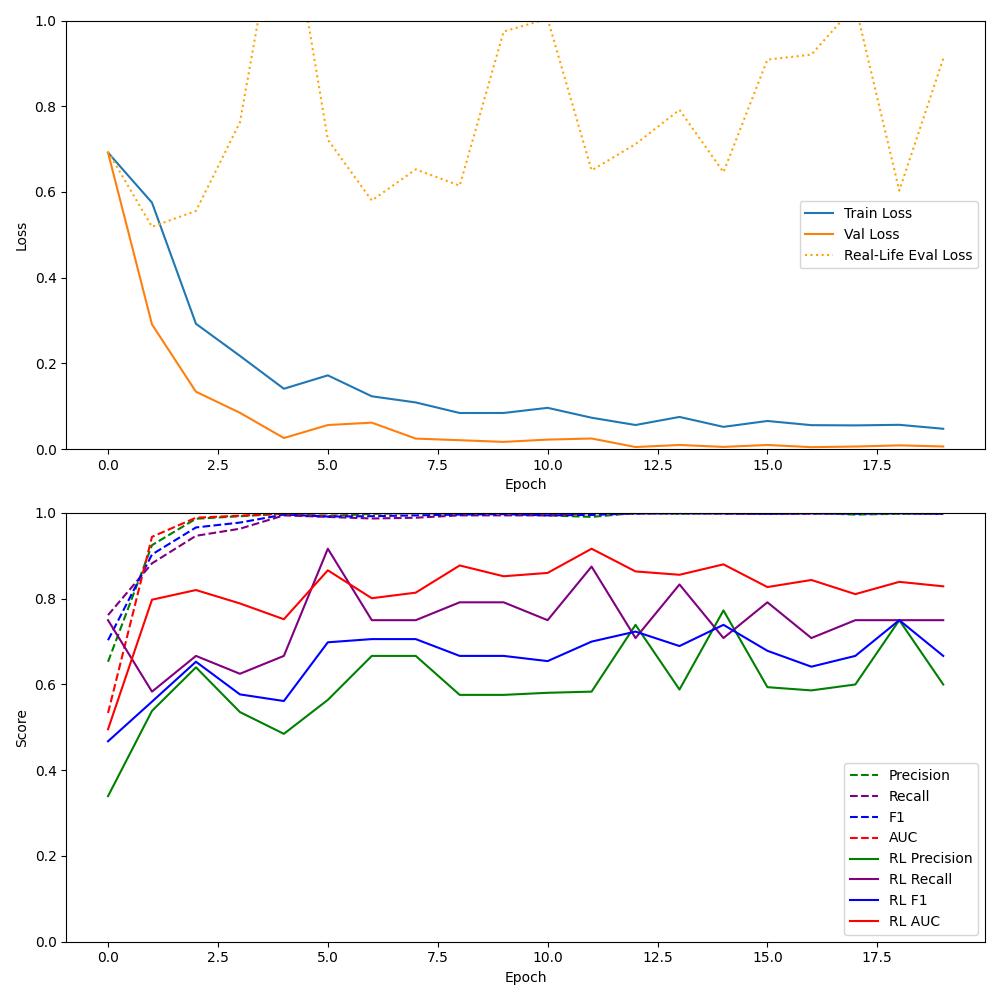 1.0
0.8
0.6
0.4
0.2
0.0
Loss
Train Loss
Val Loss
Real-Life Eval Loss
0.0 2.5 5.0 7.5 10.0 12.5 15.0 17.5
Epoch
1.0
0.8
0.6
0.4
0.2
0.0
Score
Precision
Recall
F1
AUC
RL Precision
RL Recall
RL F1
RL AUC
0.0 2.5 5.0 7.5 10.0 12.5 15.0 17.5
Epoch